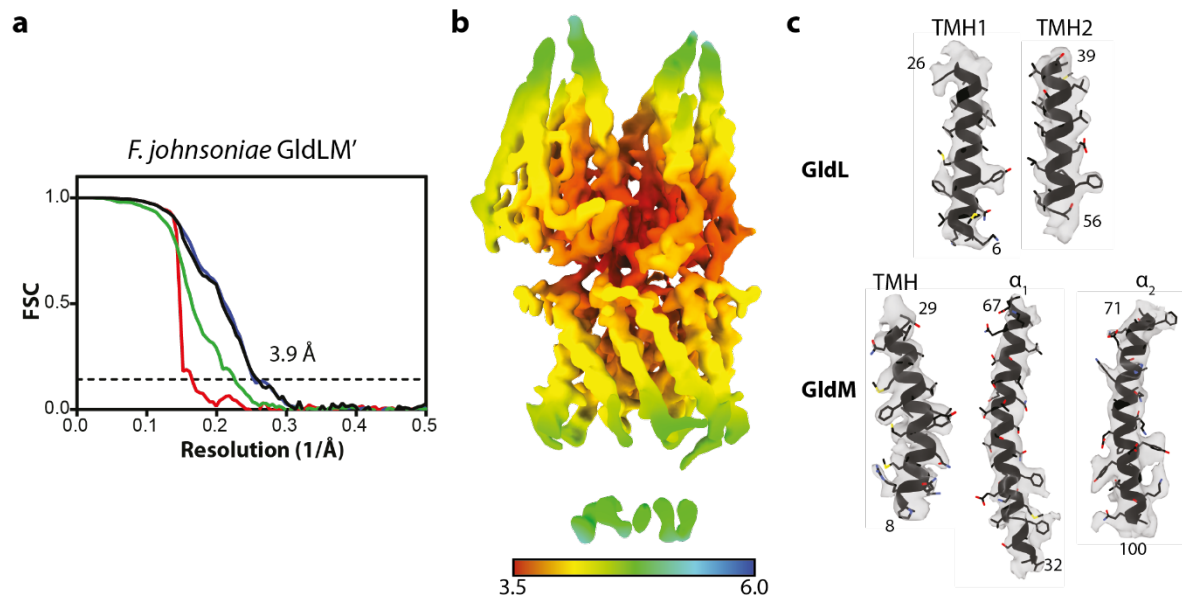 a
F. johnsoniae GldLM'
FSC
1.0
0.5
0.0
3.9 Å
0.0 0.1 0.2 0.3 0.4 0.5
Resolution (1/Å)
b
3.5 6.0
c
TMH1 TMH2
26 39
GldL
6 56
TMH α1 α2
29 67 71
GldM
8 32 100